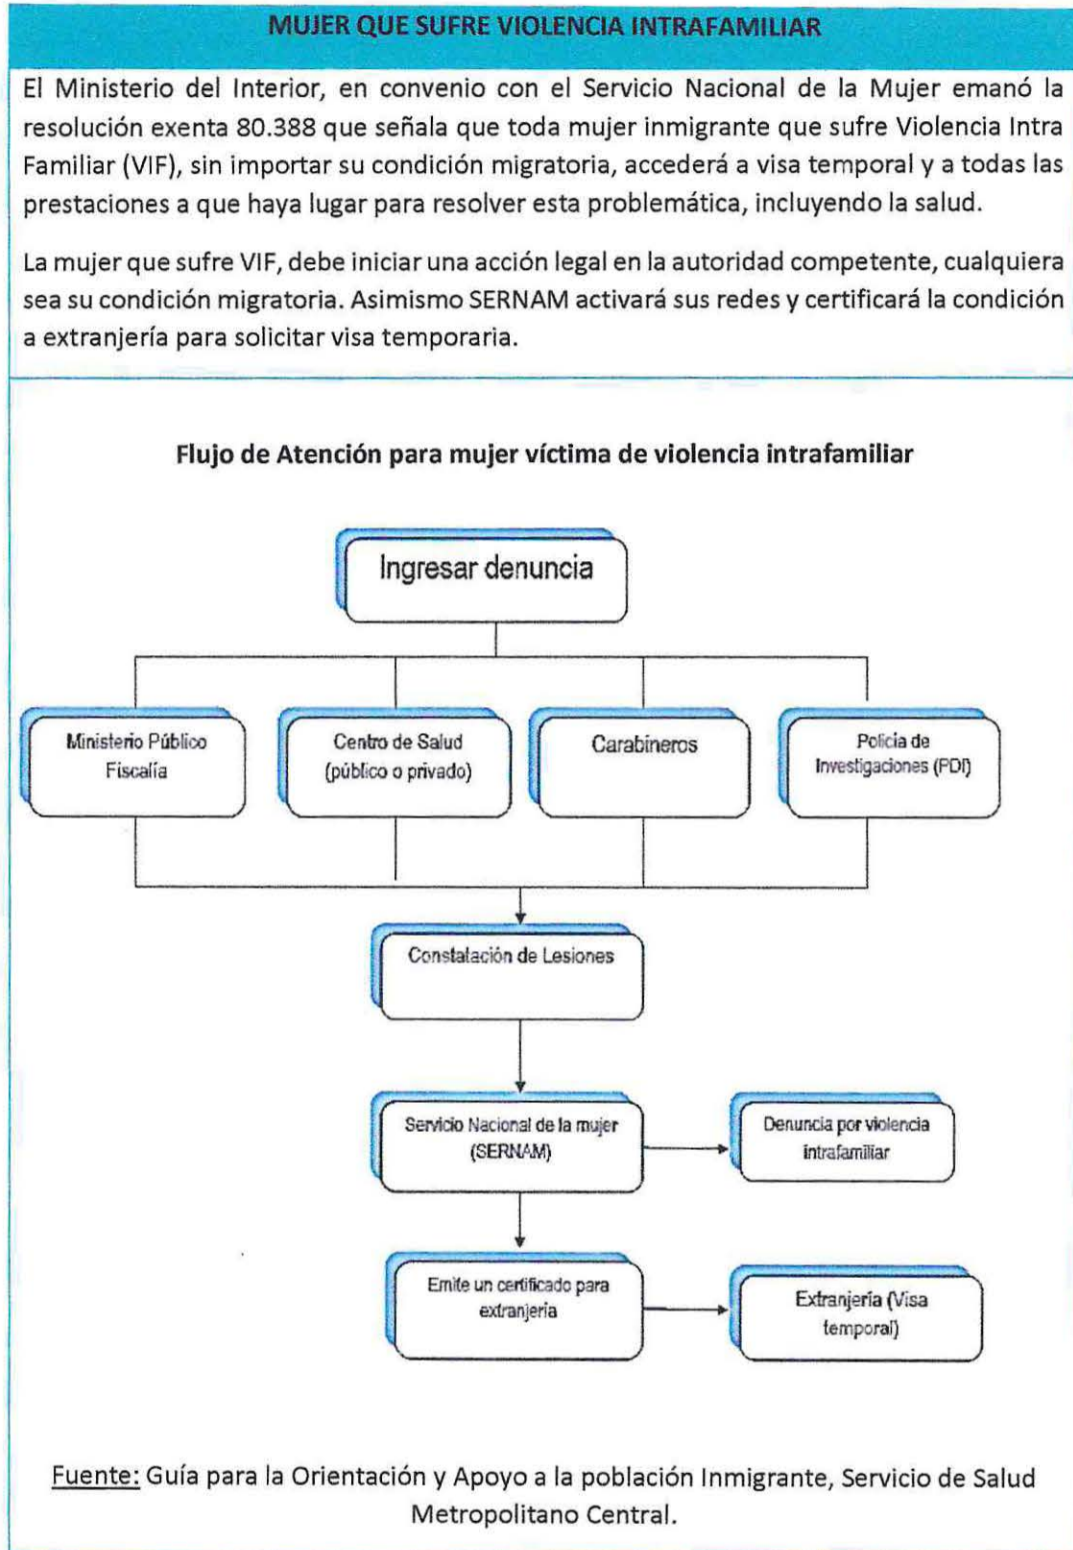 MUJER QUE SUFRE VIOLENCIA INTRAFAMILIAR
El Ministerio del Interior, en convenio con el Servicio Nacional de la Mujer emanó la
resolución exenta 80.388 que señala que toda mujer inmigrante que sufre Violencia Intra
Familiar (VIF), sin importar su condición migratoria, accederá a visa temporal y a todas las
prestaciones a que haya lugar para resolver esta problemática, incluyendo la salud.
La mujer que sufre VIF, debe iniciar una acción legal en la autoridad competente, cualquiera
sea su condición migratoria. Asimismo SERNAM activará sus redes y certificará la condición
a extranjería para solicitar visa temporaria.
Flujo de Atención para mujer víctima de violencia intrafamiliar
Ingresar denuncia
Ministerio Público
Fiscalía
Centro de Salud
(público o privado)
Carabineros
Policia de
Investigaciones (PDI)
Constatación de Lesiones
Servicio Nacional de la mujer
(SERNAM)
Denuncia por violencia
intrafamiliar
Emite un certificado para
extranjería
Extranjería (Visa
temporal)
Fuente: Guía para la Orientación y Apoyo a la población Inmigrante, Servicio de Salud
Metropolitano Central.